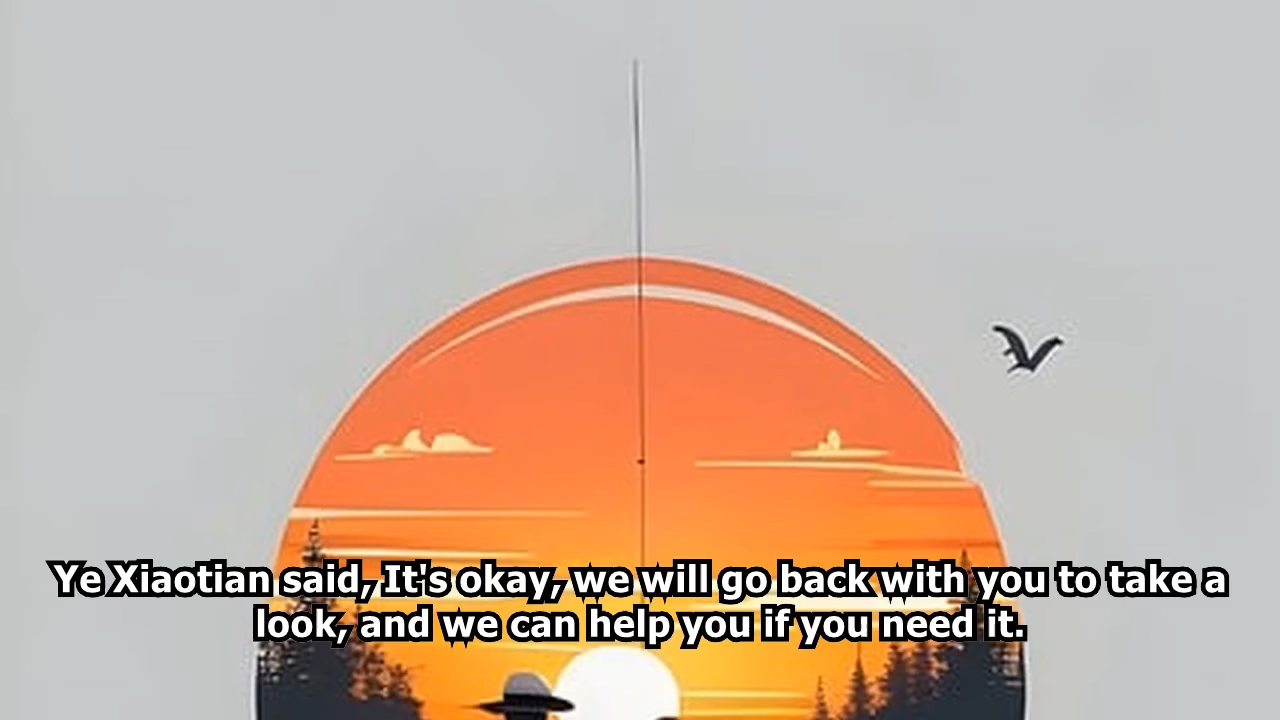 Ye Xiaotian said, It's okay, we will go back with you to take a
look, and we can help you if you need it.